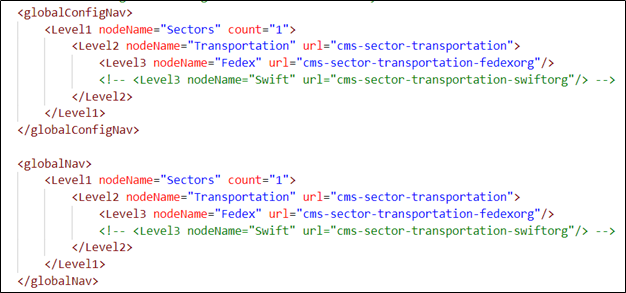 <globalConfigNav>
<Level1 nodeName="Sectors" count="1">
<Level2 nodeName="Transportation" url="cms-sector-transportation">
<Level3 nodeName="Fedex" url="cms-sector-transportation-fedexorg"/>
<!-- <Level3 nodeName="Swift" url="cms-sector-transportation-swiftorg"/> -->
</Level2>
</Level1>
</globalConfigNav>
<globalNav>
<Level1 nodeName="Sectors" count="1">
<Level2 nodeName="Transportation" url="cms-sector-transportation">
<Level3 nodeName="Fedex" url="cms-sector-transportation-fedexorg"/>
<!-- <Level3 nodeName="Swift" url="cms-sector-transportation-swiftorg"/> -->
</Level2>
</Level1>
</globalNav>